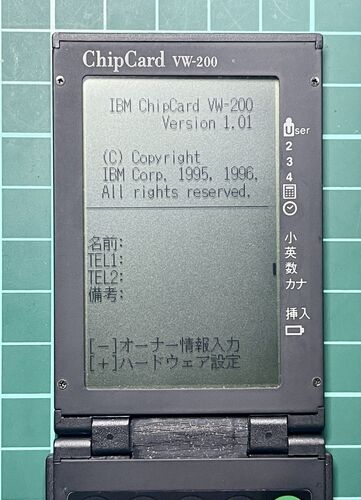 ChipCard VW-200
IBM ChipCard VW-200
Version 1.01
(C) Copyright
IBM Corp. 1995, 1996.
All rights reserved.
名前:
TEL1:
TEL2:
備考:
[-]オーナー情報入力
[+]ハードウェア設定
User
2
3
4
小
英
数
カナ
挿入